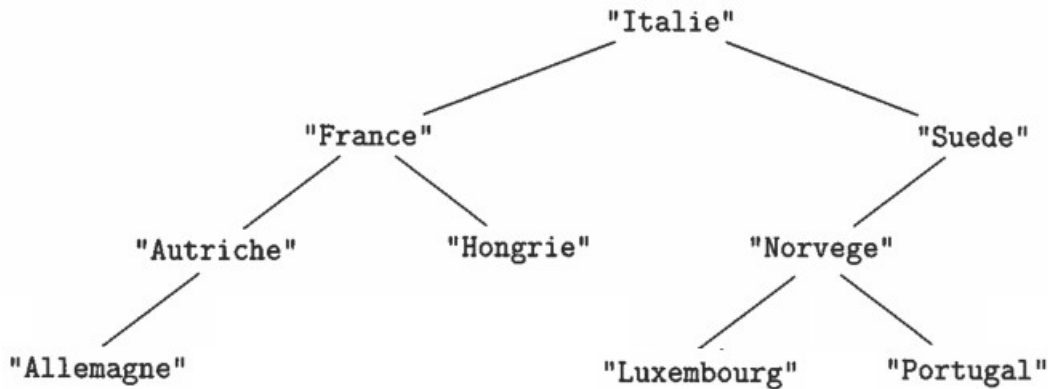 "Italie"
"France" "Suede"
"Autriche" "Hongrie" "Norvege"
"Allemagne" "Luxembourg" "Portugal"